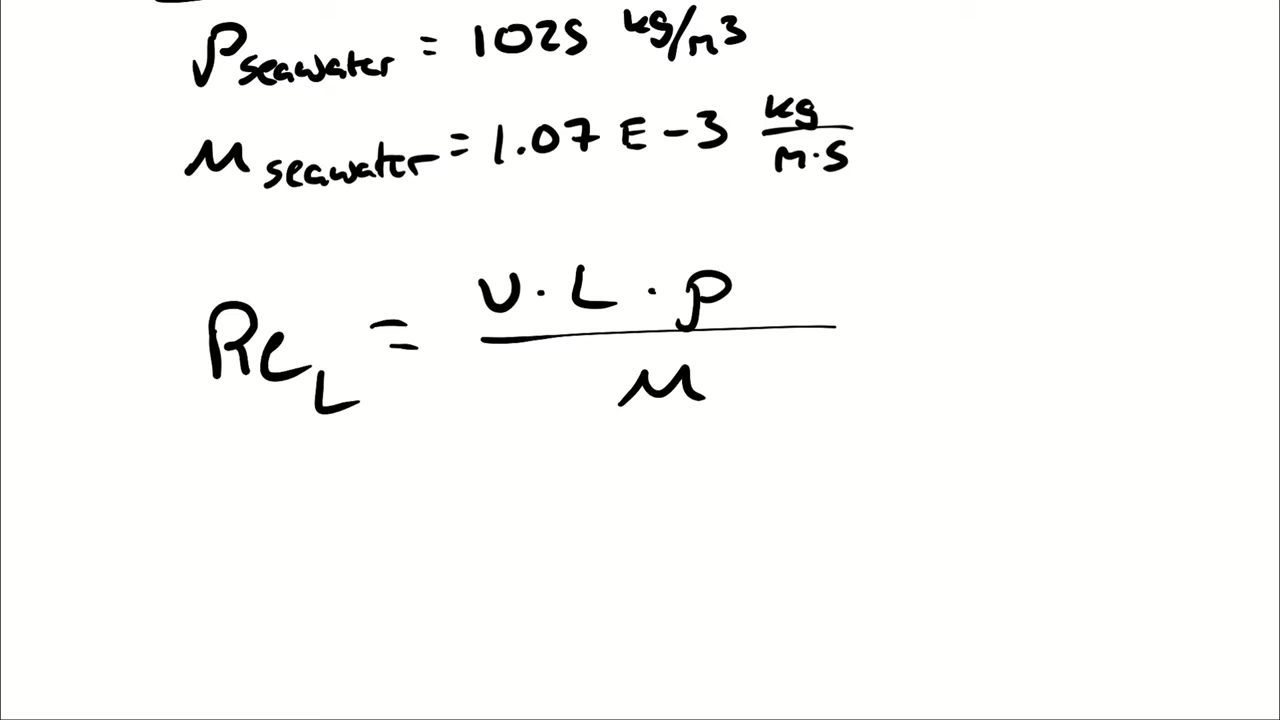 ρseawater = 1025 kg/m3
μseawater = 1.07 E-3 kg/m·s
ReL = U·L·ρ/μ